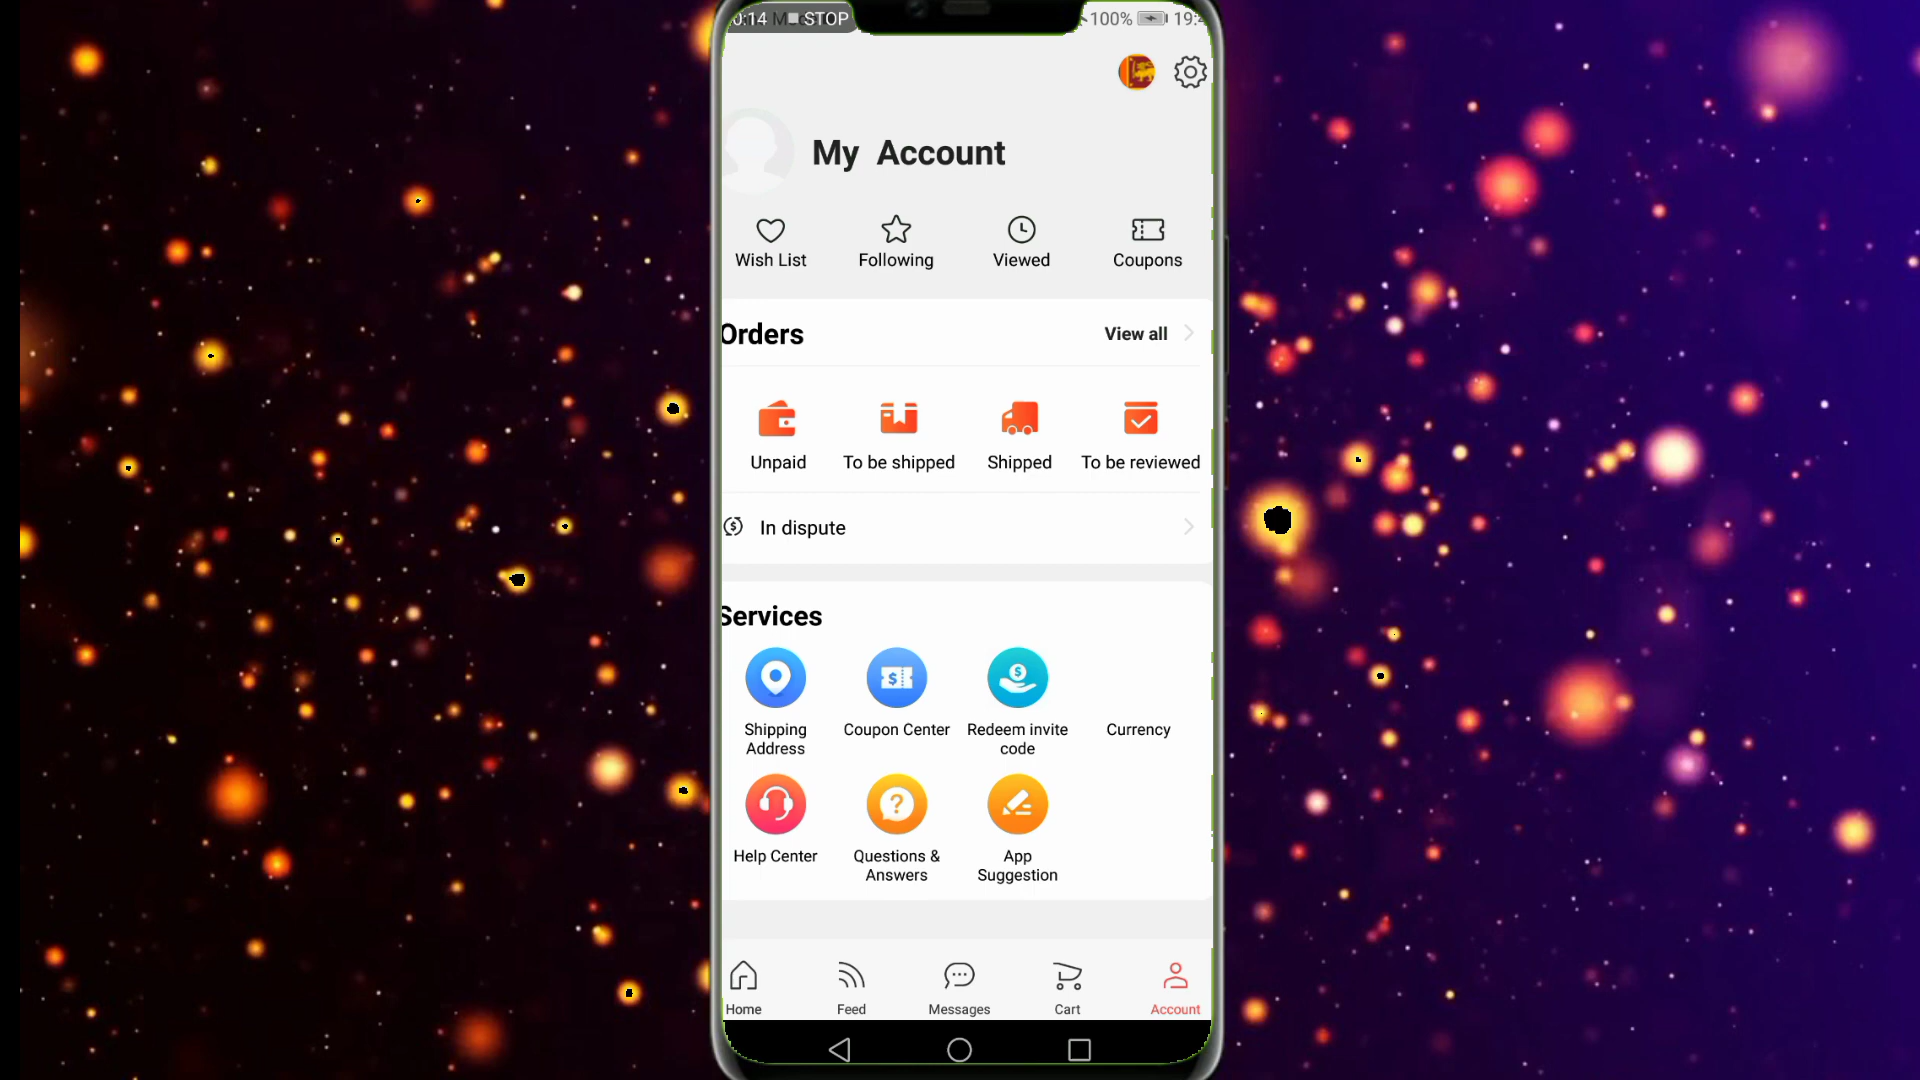 0:14 STOP 100% 19:4
My Account
Wish List Following Viewed Coupons
Orders View all
Unpaid To be shipped Shipped To be reviewed
In dispute
Services
Shipping Address Coupon Center Redeem invite code Currency
Help Center Questions & Answers App Suggestion
Home Feed Messages Cart Account